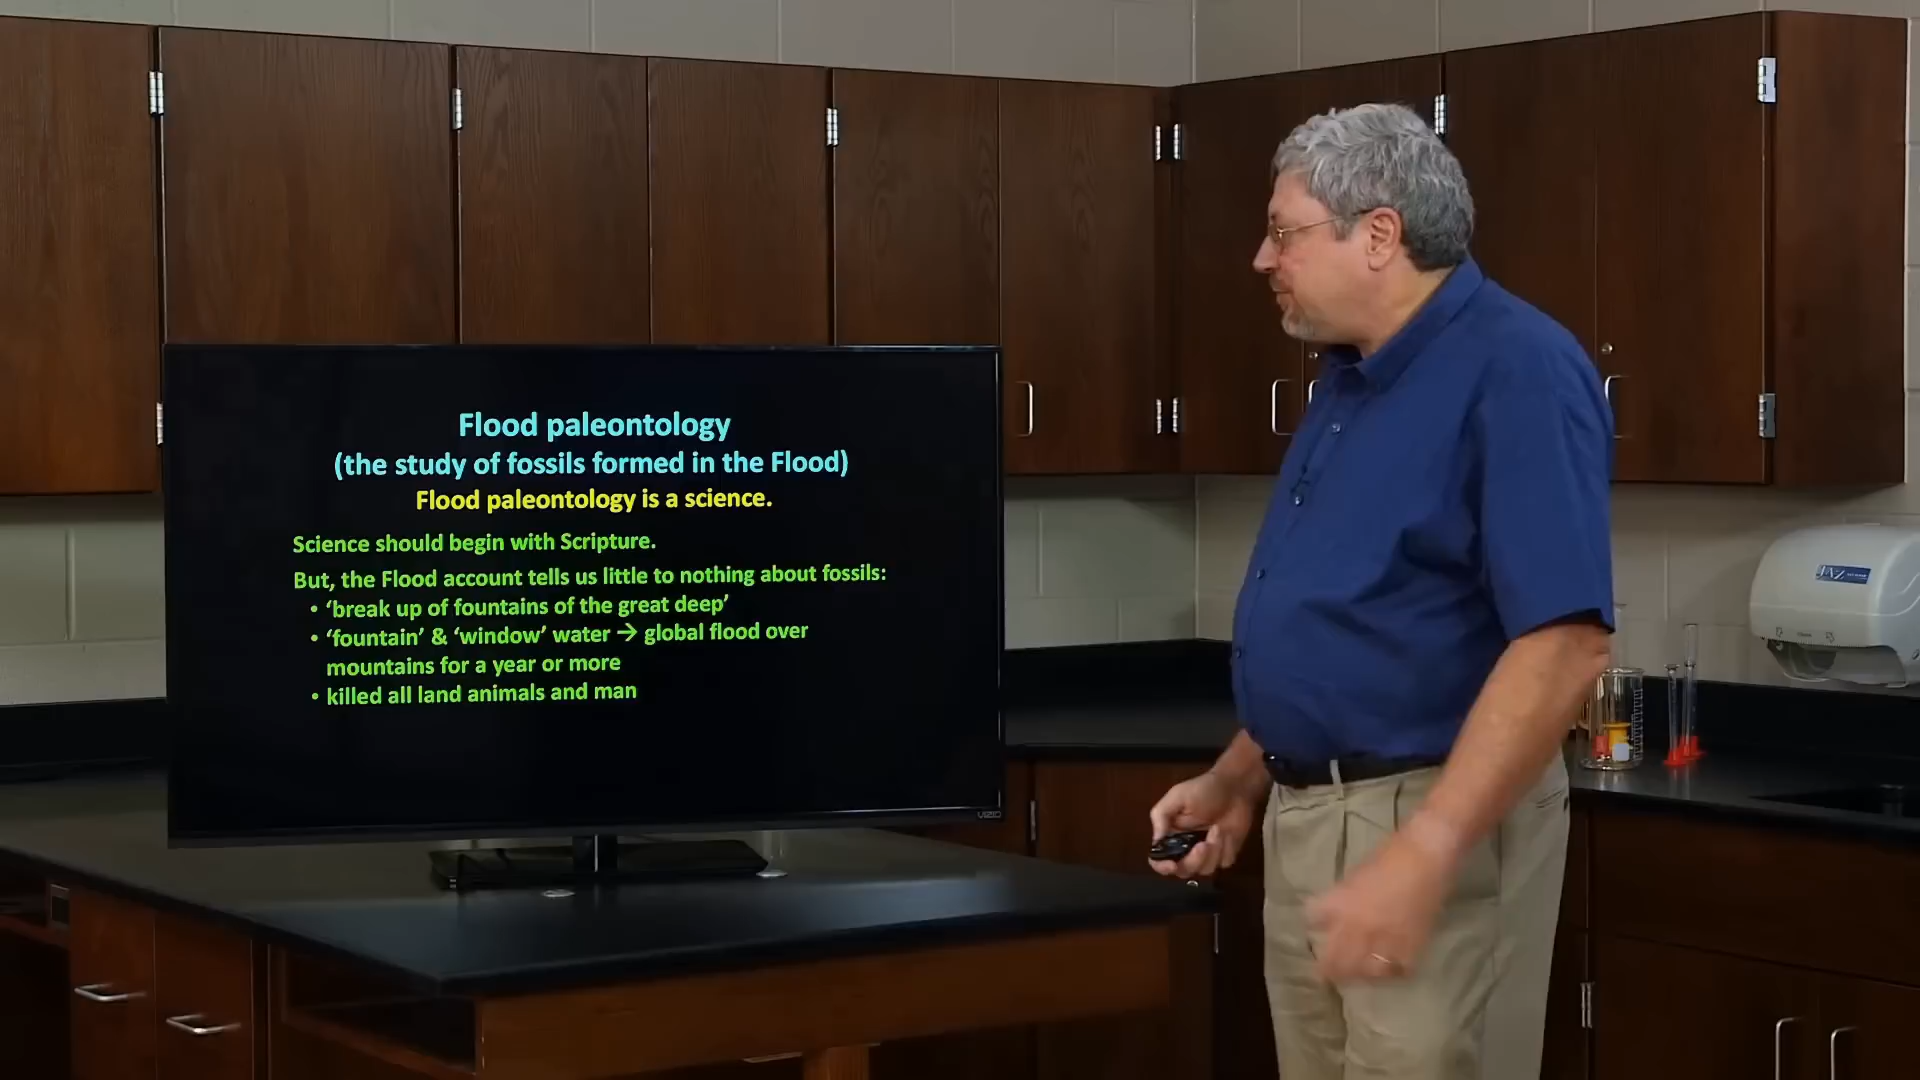 Flood paleontology
(the study of fossils formed in the Flood)
Flood paleontology is a science.
Science should begin with Scripture.
But, the Flood account tells us little to nothing about fossils:
• ‘break up of fountains of the great deep’
• ‘fountain’ & ‘window’ water → global flood over
mountains for a year or more
• killed all land animals and man
VIZIO